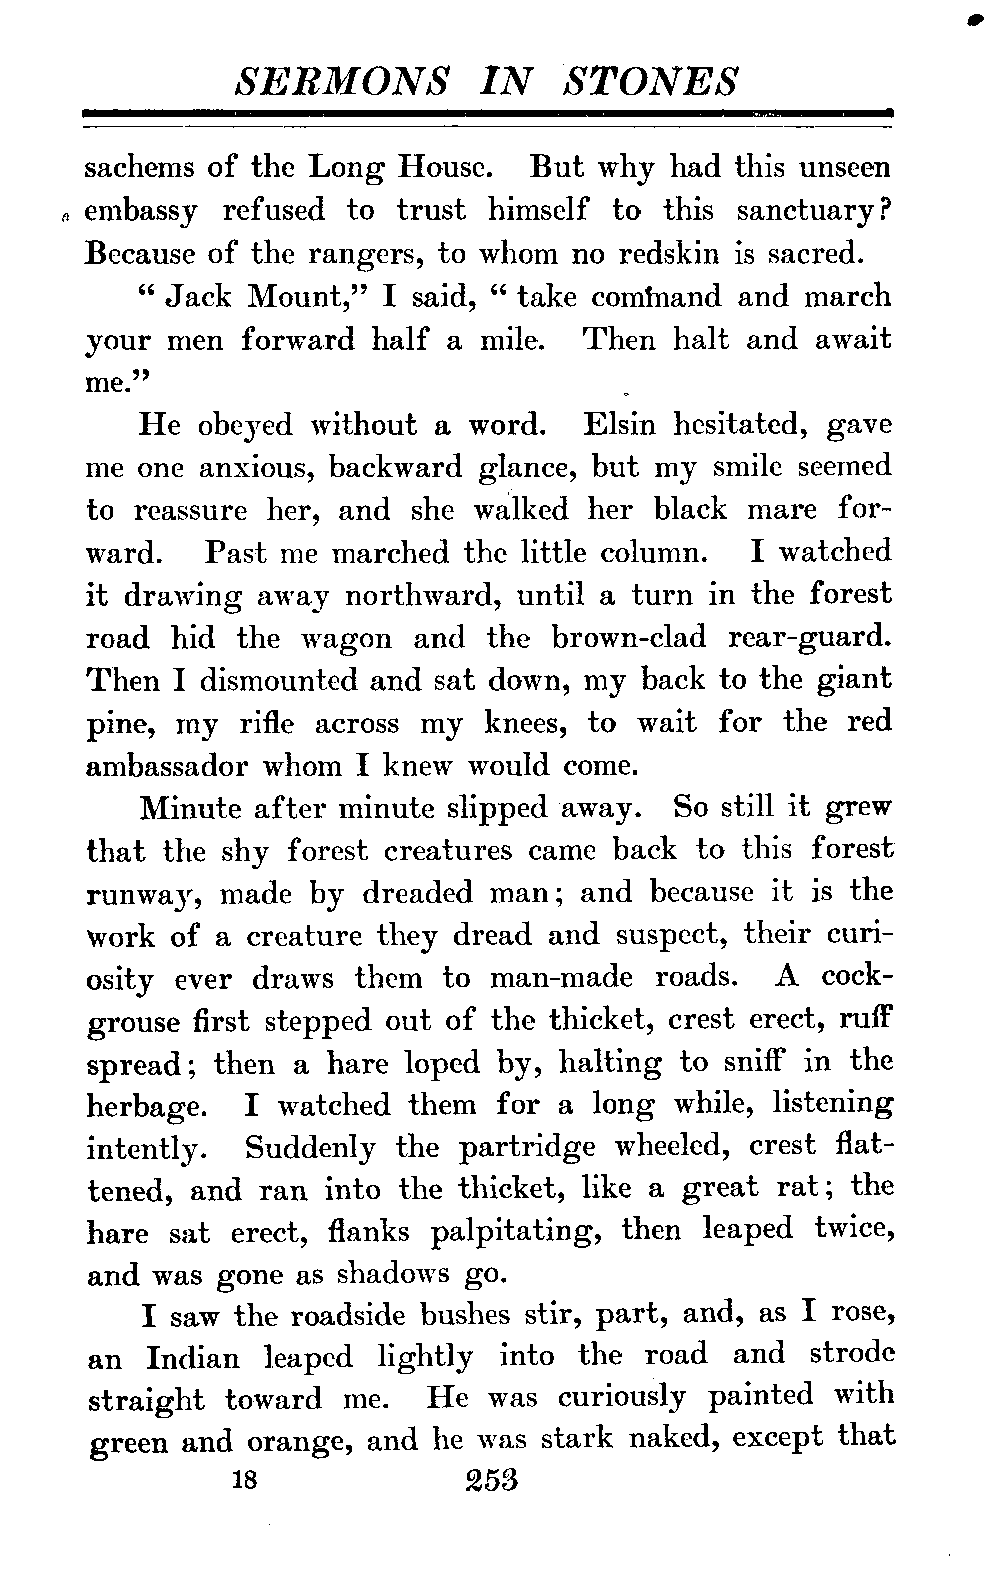 SERMONS IN STONES
sachems of the Long House. But why had this unseen
embassy refused to trust himself to this sanctuary?
Because of the rangers, to whom no redskin is sacred.
“ Jack Mount,” I said, “ take command and march
your men forward half a mile. Then halt and await
me.”
He obeyed without a word. Elsin hesitated, gave
me one anxious, backward glance, but my smile seemed
to reassure her, and she walked her black mare for-
ward. Past me marched the little column. I watched
it drawing away northward, until a turn in the forest
road hid the wagon and the brown-clad rear-guard.
Then I dismounted and sat down, my back to the giant
pine, my rifle across my knees, to wait for the red
ambassador whom I knew would come.
Minute after minute slipped away. So still it grew
that the shy forest creatures came back to this forest
runway, made by dreaded man; and because it is the
work of a creature they dread and suspect, their curi-
osity ever draws them to man-made roads. A cock-
grouse first stepped out of the thicket, crest erect, ruff
spread; then a hare loped by, halting to sniff in the
herbage. I watched them for a long while, listening
intently. Suddenly the partridge wheeled, crest flat-
tened, and ran into the thicket, like a great rat; the
hare sat erect, flanks palpitating, then leaped twice,
and was gone as shadows go.
I saw the roadside bushes stir, part, and, as I rose,
an Indian leaped lightly into the road and strode
straight toward me. He was curiously painted with
green and orange, and he was stark naked, except that
18 253